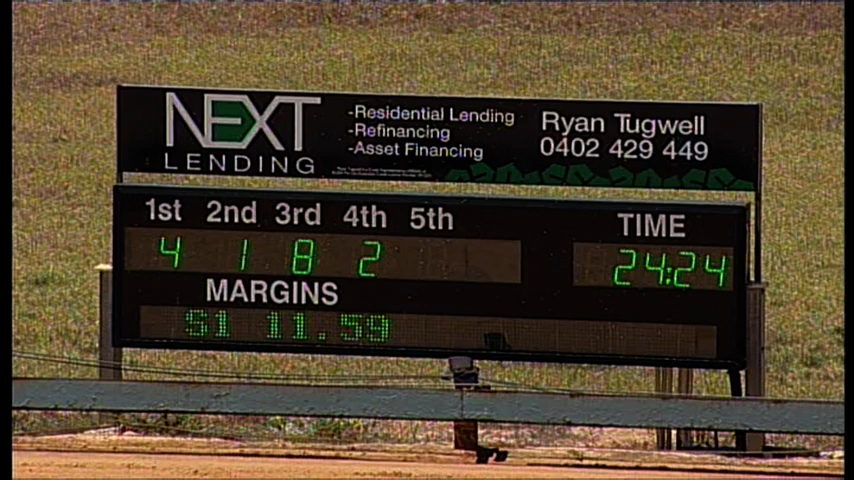 NEXT
LENDING
-Residential Lending
-Refinancing
-Asset Financing
Ryan Tugwell
0402 429 449
1st 2nd 3rd 4th 5th TIME
4 1 8 2 24:24
MARGINS
S1 11.59